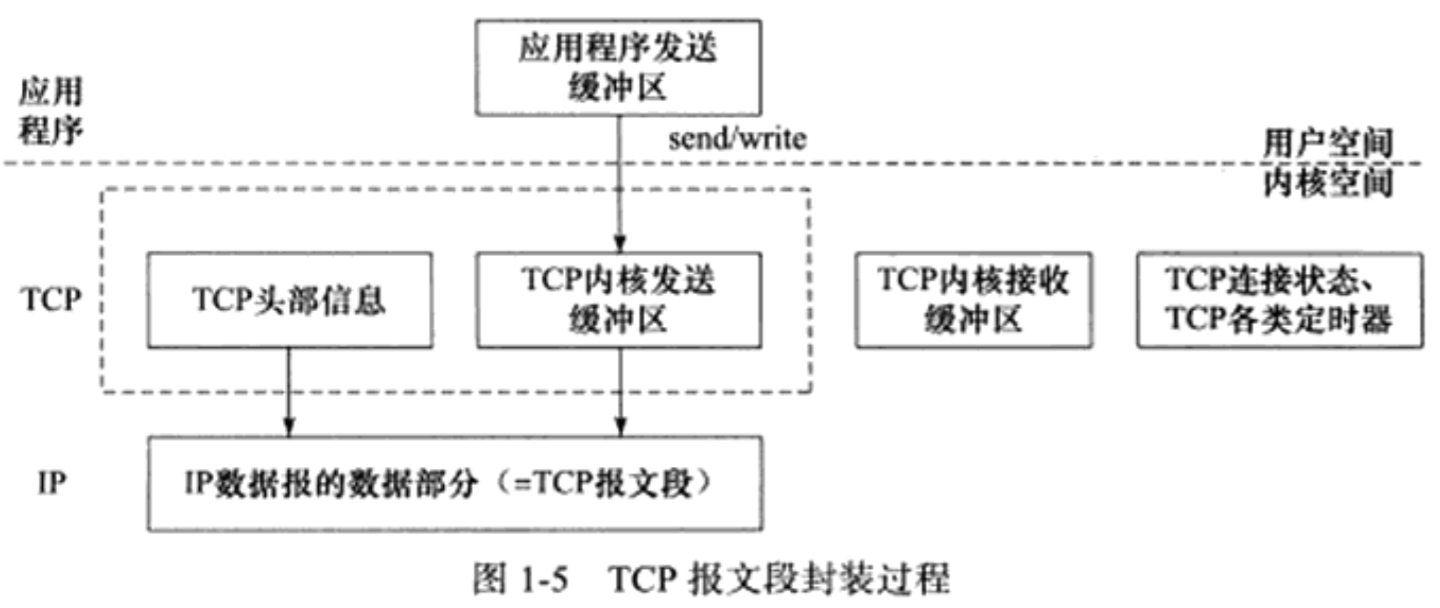 应用程序发送
缓冲区
应用
程序
send/write
用户空间
内核空间
TCP
TCP头部信息
TCP内核发送
缓冲区
TCP内核接收
缓冲区
TCP连接状态、
TCP各类定时器
IP
IP数据报的数据部分（=TCP报文段）
图 1-5 TCP 报文段封装过程